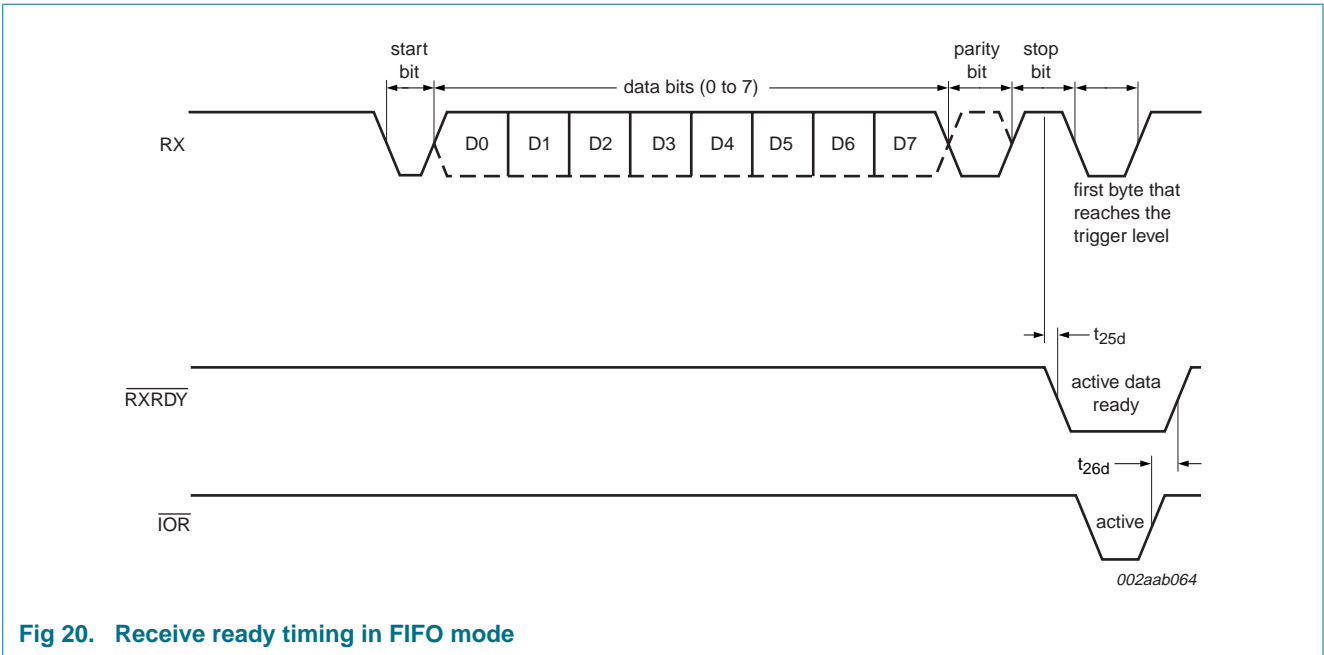 start
bit
data bits (0 to 7)
parity
bit
stop
bit
RX
D0 D1 D2 D3 D4 D5 D6 D7
first byte that
reaches the
trigger level
t25d
RXRDY
active data
ready
t26d
IOR
active
002aab064
Fig 20. Receive ready timing in FIFO mode